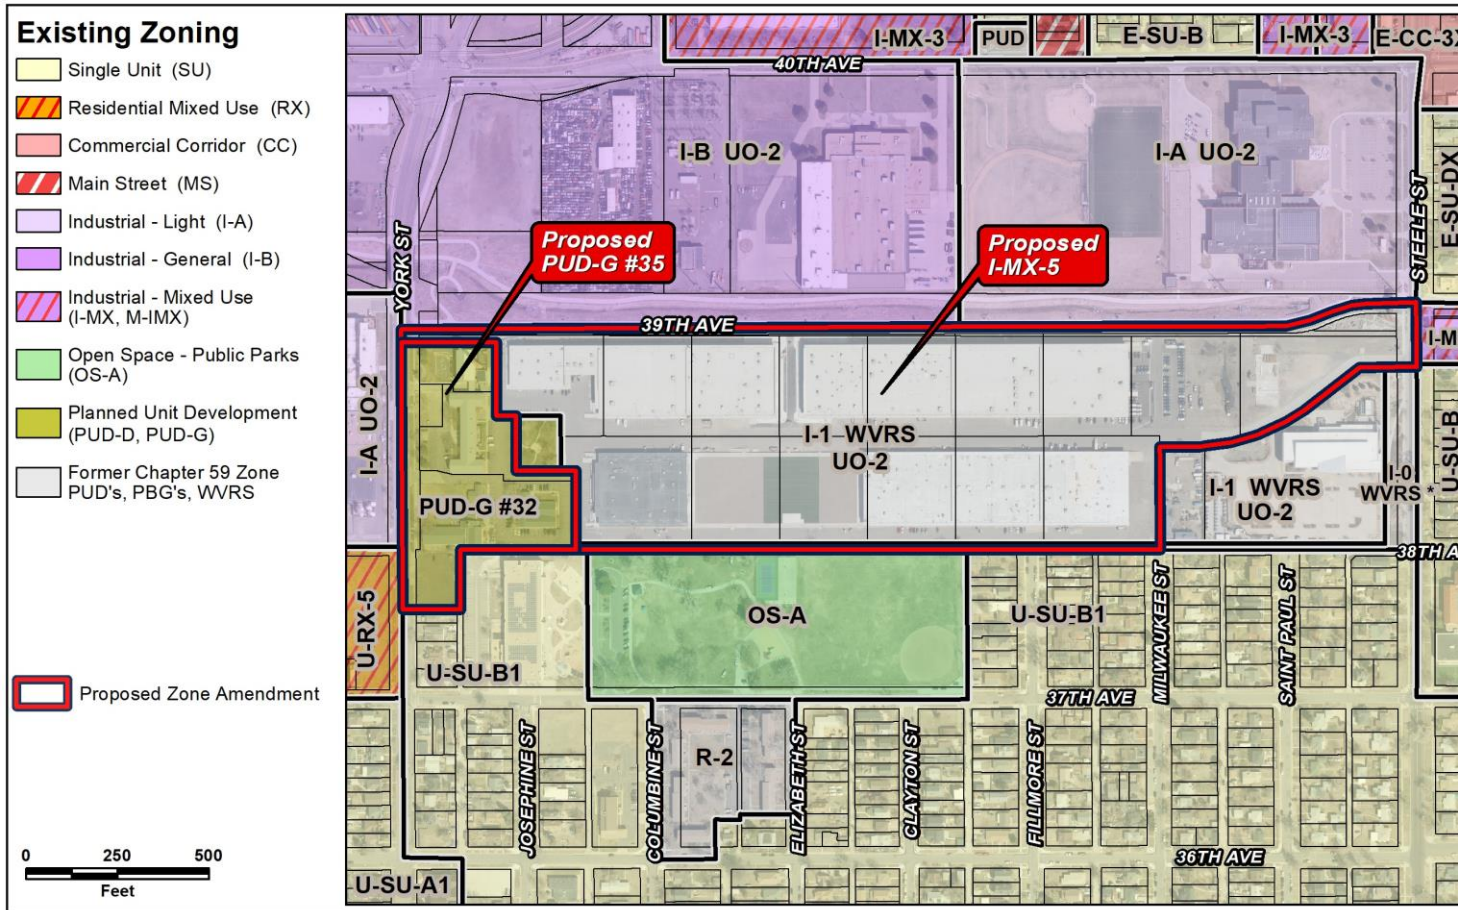 Existing Zoning
Single Unit (SU)
Residential Mixed Use (RX)
Commercial Corridor (CC)
Main Street (MS)
Industrial - Light (I-A)
Industrial - General (I-B)
Industrial - Mixed Use
(I-MX, M-IMX)
Open Space - Public Parks
(OS-A)
Planned Unit Development
(PUD-D, PUD-G)
Former Chapter 59 Zone
PUD's, PBG's, WVRS
Proposed Zone Amendment
0 250 500
Feet
I-MX-3
PUD
E-SU-B
I-MX-3
E-CC-3X
40TH AVE
I-B UO-2
I-A UO-2
E-SU-DX
STEELE ST
YORK ST
Proposed
PUD-G #35
Proposed
I-MX-5
39TH AVE
I-M
I-A UO-2
I-1 WVRS
UO-2
PUD-G #32
I-1 WVRS
UO-2
I-0
WVRS *
U-SU-B
38TH A
U-RX-5
OS-A
U-SU-B1
U-SU-B1
MILWAUKEE ST
SAINT PAUL ST
37TH AVE
JOSEPHINE ST
COLUMBINE ST
R-2
ELIZABETH ST
CLAYTON ST
FILLMORE ST
36TH AVE
U-SU-A1